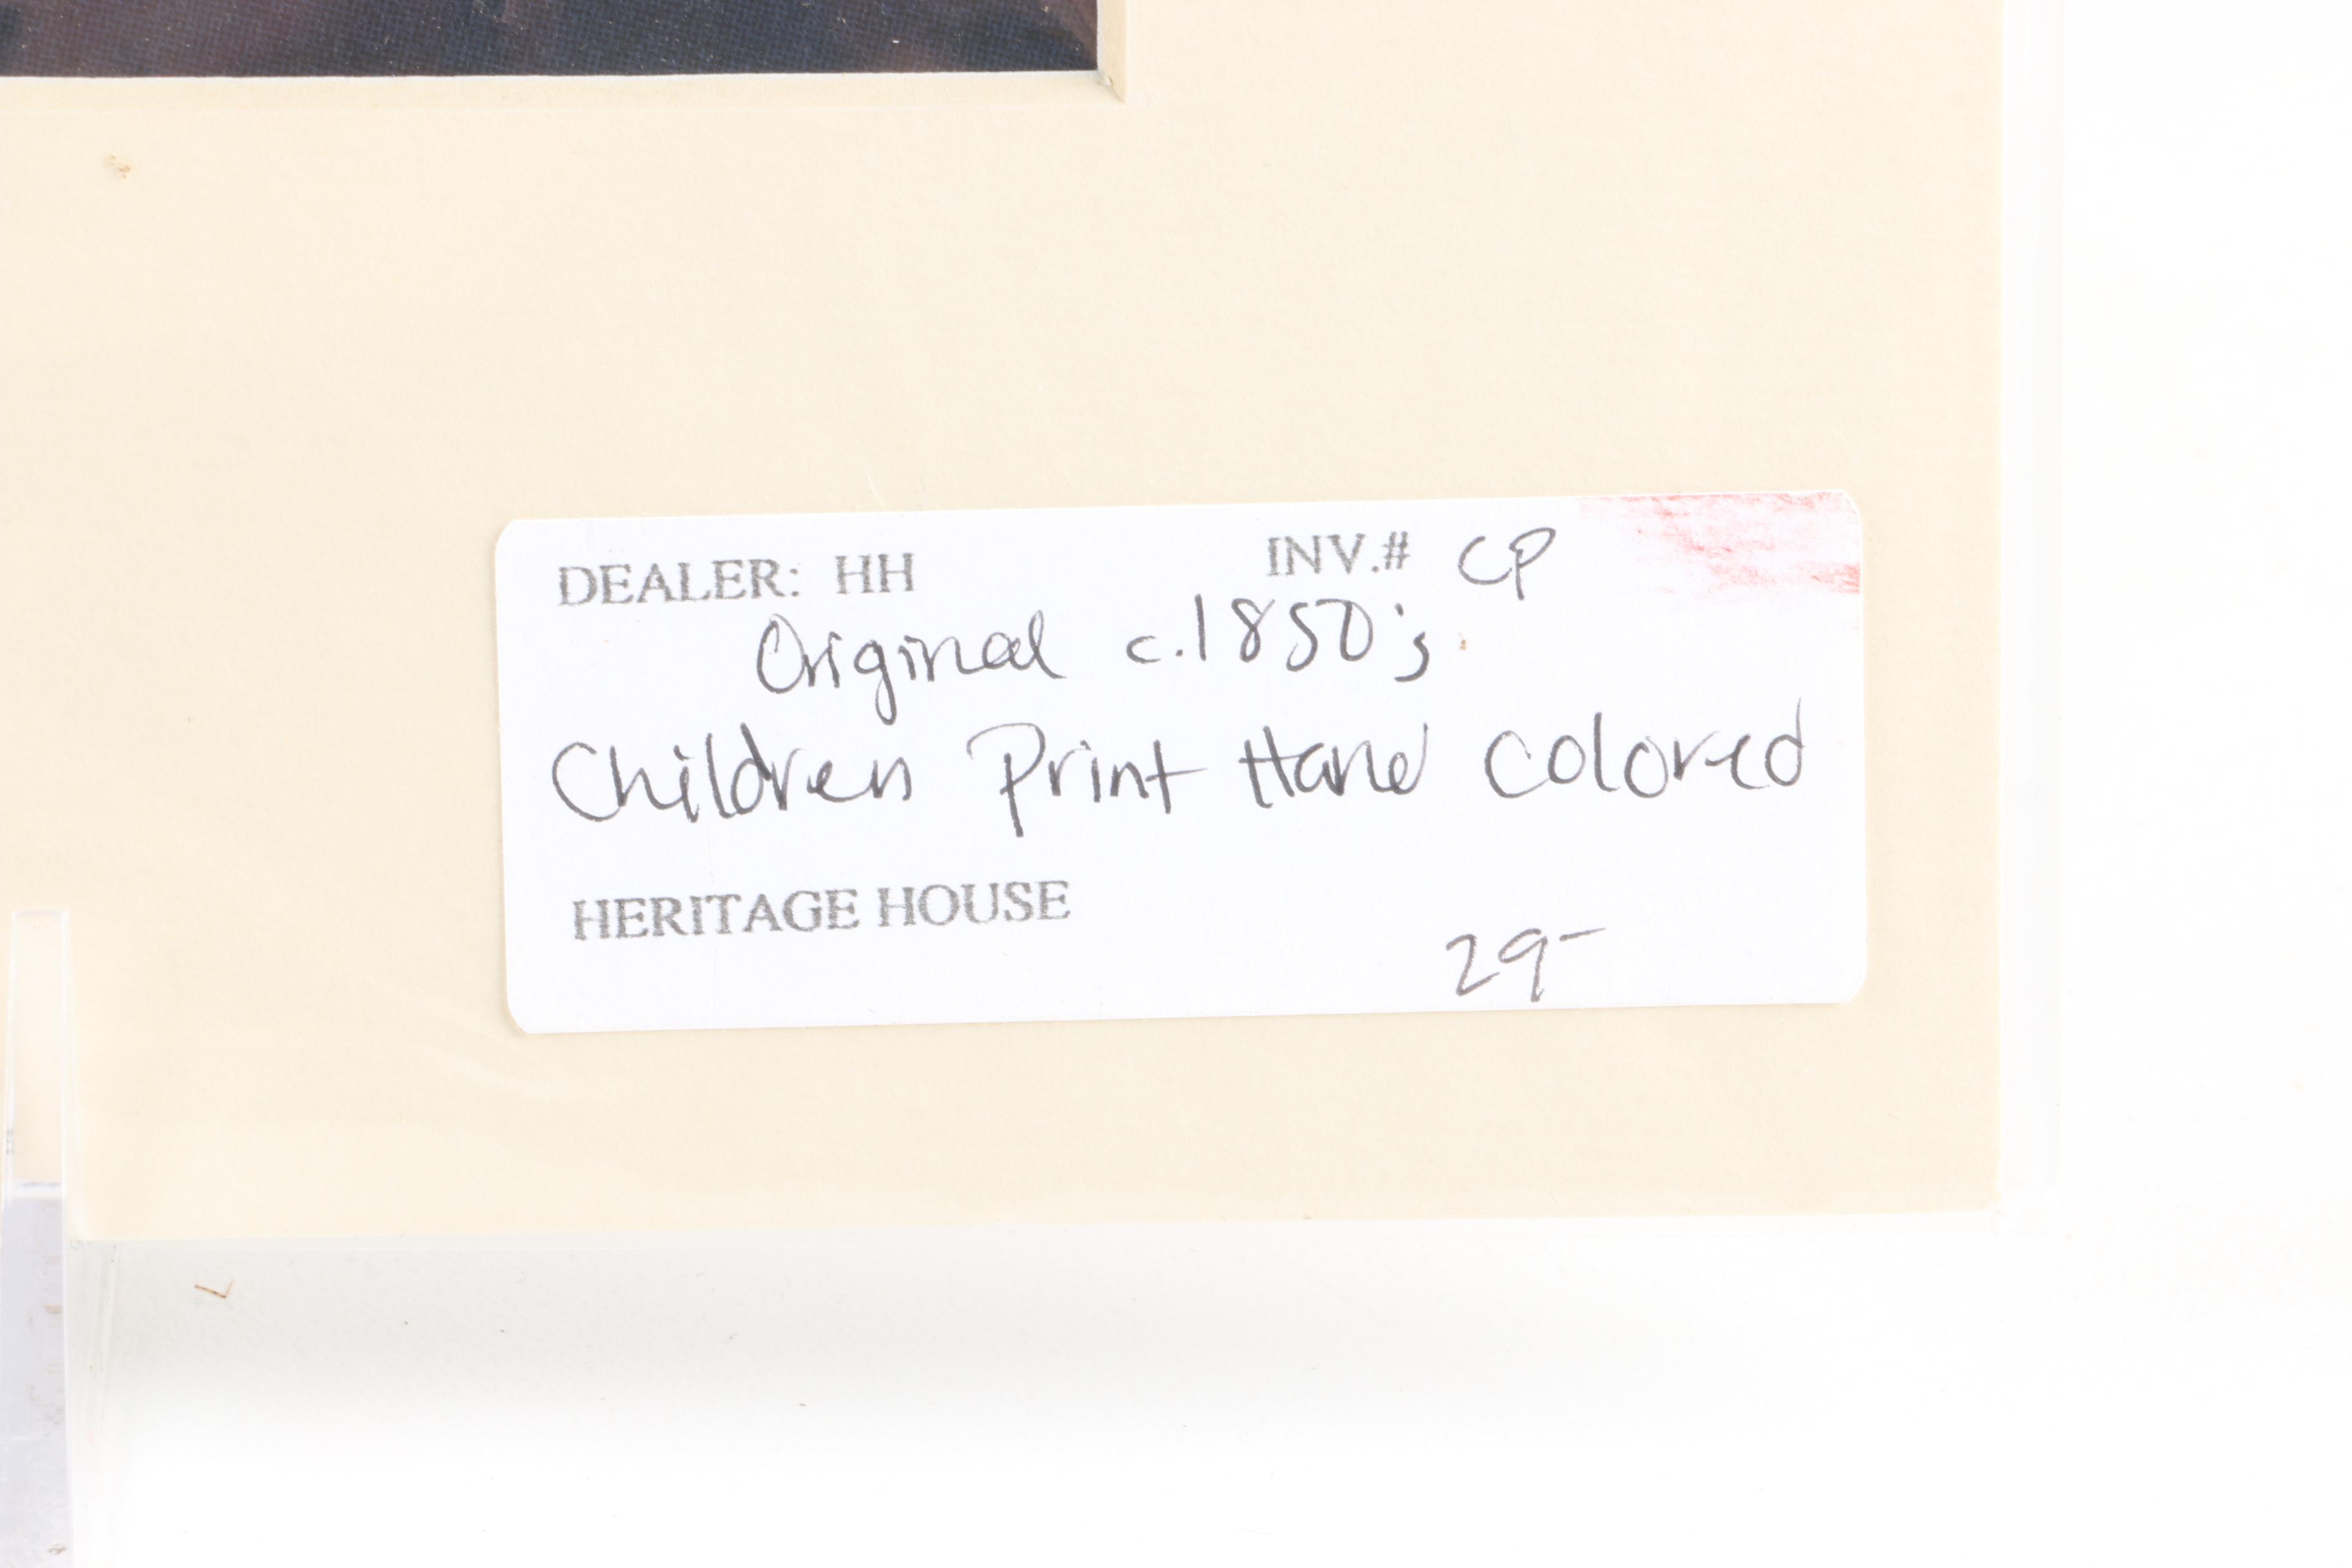 DEALER: HH INV.# CP
Original c.1850's
Children Print Hand Colored
HERITAGE HOUSE
29-